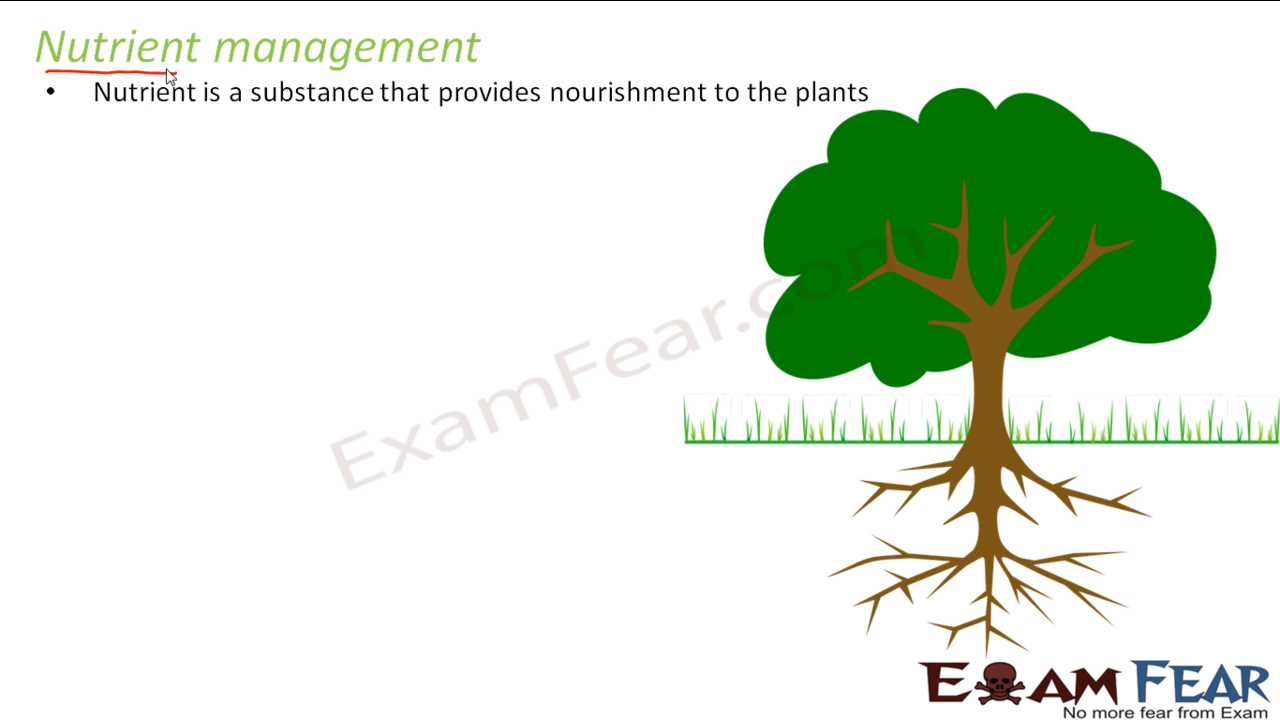 Nutrient management
• Nutrient is a substance that provides nourishment to the plants
ExamFear.com
EXAM FEAR
No more fear from Exam